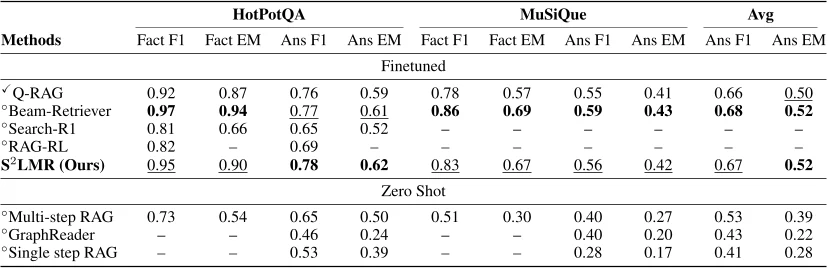 HotPotQA MuSiQue Avg
Methods Fact F1 Fact EM Ans F1 Ans EM Fact F1 Fact EM Ans F1 Ans EM Ans F1 Ans EM
Finetuned
✓Q-RAG 0.92 0.87 0.76 0.59 0.78 0.57 0.55 0.41 0.66 0.50
°Beam-Retriever 0.97 0.94 0.77 0.61 0.86 0.69 0.59 0.43 0.68 0.52
°Search-R1 0.81 0.66 0.65 0.52 – – – – – –
°RAG-RL 0.82 – 0.69 – – – – – – –
S²LMR (Ours) 0.95 0.90 0.78 0.62 0.83 0.67 0.56 0.42 0.67 0.52
Zero Shot
°Multi-step RAG 0.73 0.54 0.65 0.50 0.51 0.30 0.40 0.27 0.53 0.39
°GraphReader – – 0.46 0.24 – – 0.40 0.20 0.43 0.22
°Single step RAG – – 0.53 0.39 – – 0.28 0.17 0.41 0.28